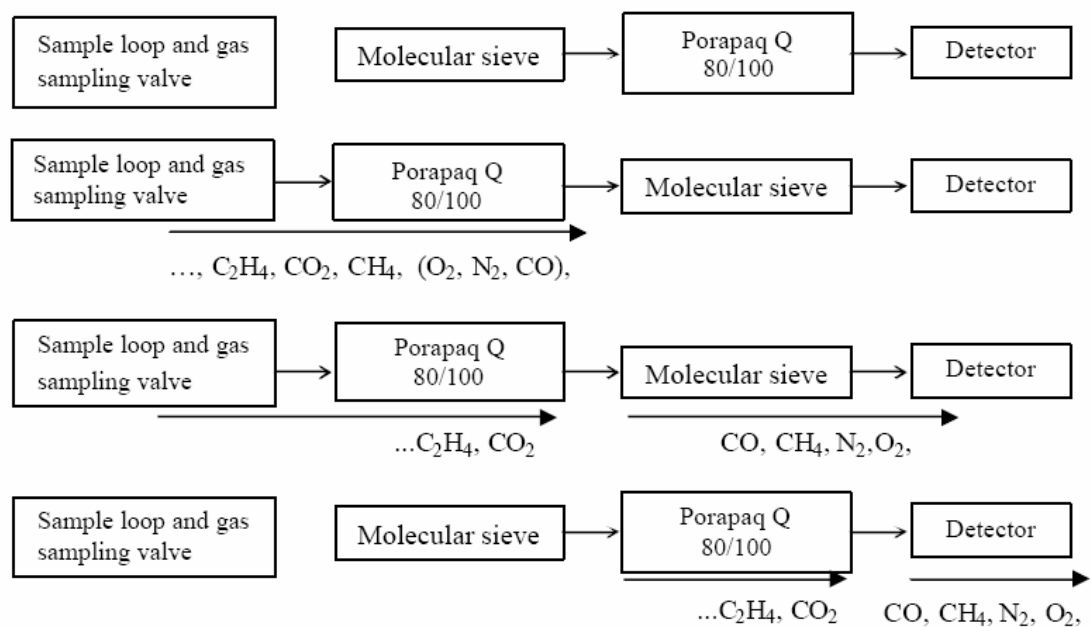 Sample loop and gas
sampling valve
Molecular sieve
Porapaq Q
80/100
Detector
Sample loop and gas
sampling valve
Porapaq Q
80/100
Molecular sieve
Detector
…, C₂H₄, CO₂, CH₄, (O₂, N₂, CO),
Sample loop and gas
sampling valve
Porapaq Q
80/100
Molecular sieve
Detector
...C₂H₄, CO₂
CO, CH₄, N₂,O₂,
Sample loop and gas
sampling valve
Molecular sieve
Porapaq Q
80/100
Detector
...C₂H₄, CO₂
CO, CH₄, N₂, O₂,